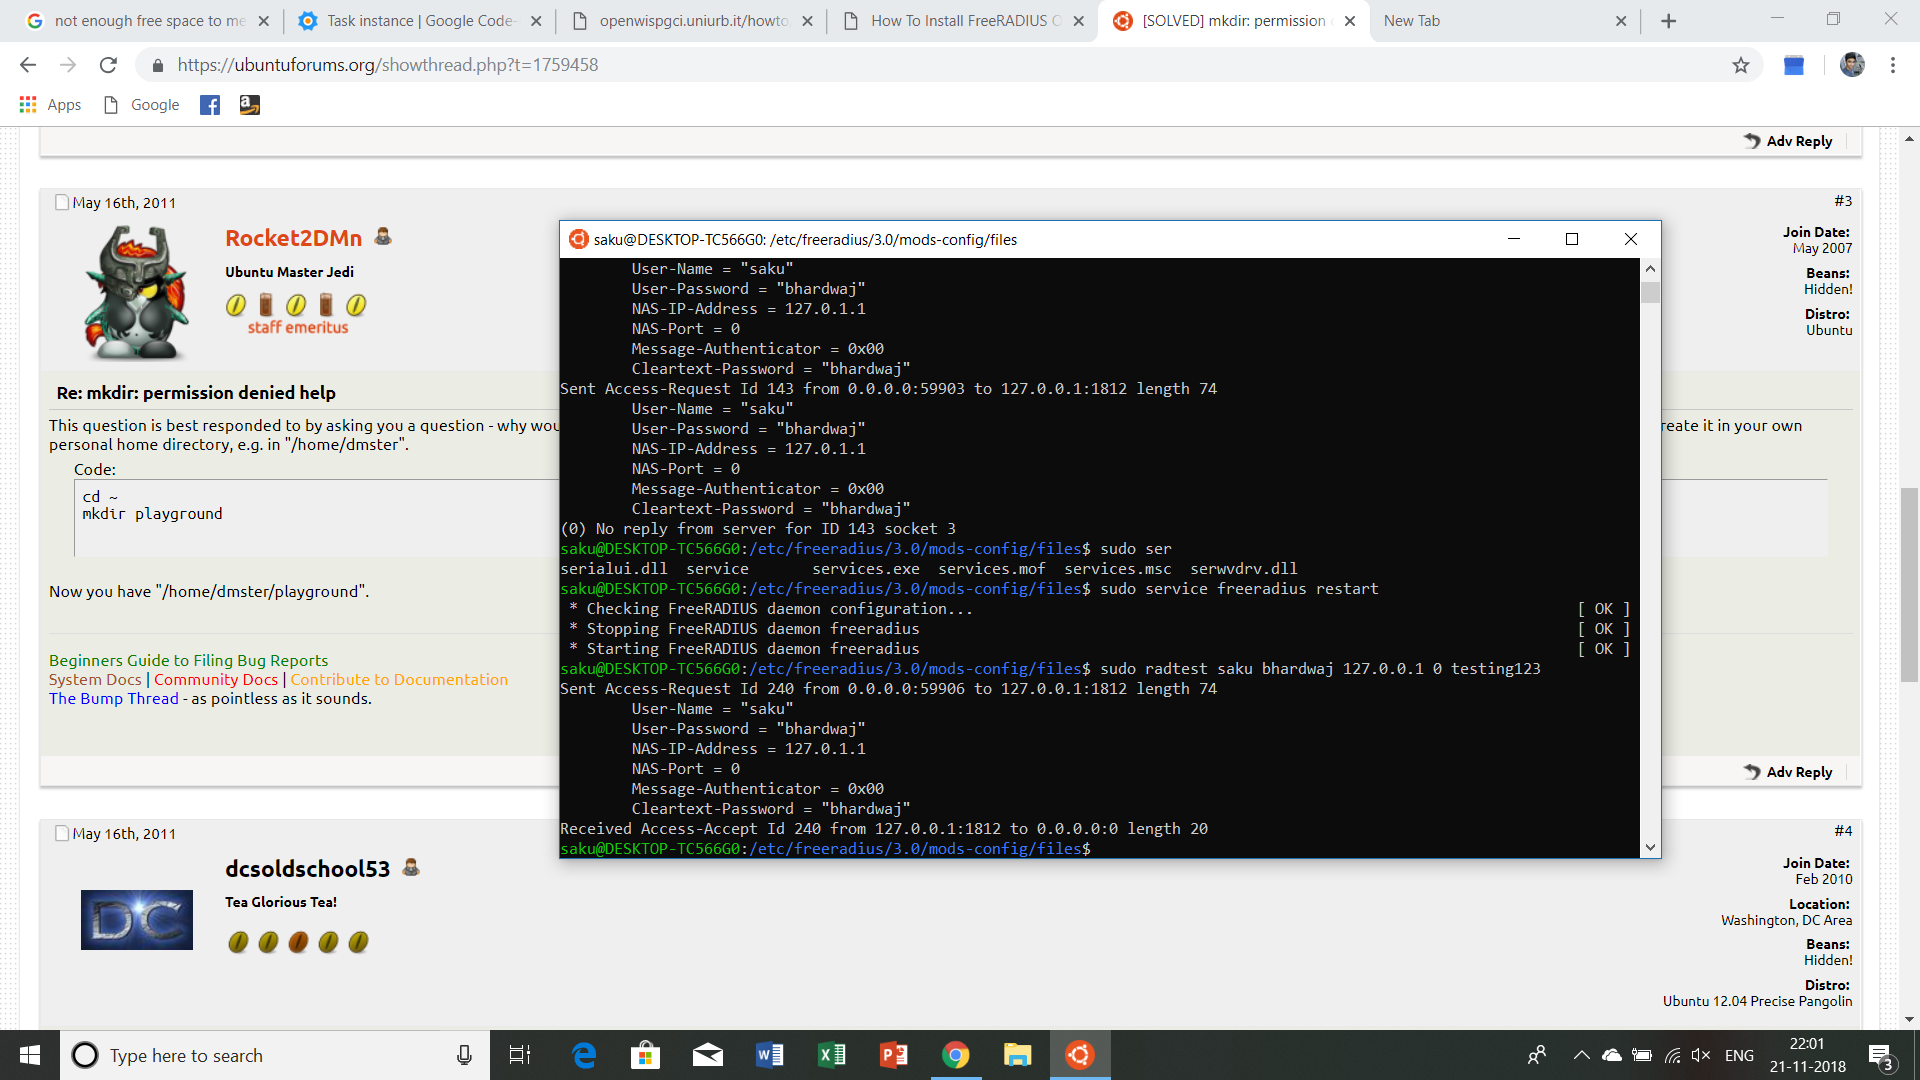 not enough free space to me
Task instance | Google Code-
openwispgci.uniurb.it/howto
How To Install FreeRADIUS O
[SOLVED] mkdir: permission
New Tab
https://ubuntuforums.org/showthread.php?t=1759458
Apps
Google
Adv Reply
May 16th, 2011
#3
Rocket2DMn
Ubuntu Master Jedi
staff emeritus
Join Date:
May 2007
Beans:
Hidden!
Distro:
Ubuntu
Re: mkdir: permission denied help
This question is best responded to by asking you a question - why wou
reate it in your own
personal home directory, e.g. in "/home/dmster".
Code:
cd ~
mkdir playground
Now you have "/home/dmster/playground".
Beginners Guide to Filing Bug Reports
System Docs | Community Docs | Contribute to Documentation
The Bump Thread - as pointless as it sounds.
Adv Reply
saku@DESKTOP-TC566G0: /etc/freeradius/3.0/mods-config/files
User-Name = "saku"
User-Password = "bhardwaj"
NAS-IP-Address = 127.0.1.1
NAS-Port = 0
Message-Authenticator = 0x00
Cleartext-Password = "bhardwaj"
Sent Access-Request Id 143 from 0.0.0.0:59903 to 127.0.0.1:1812 length 74
User-Name = "saku"
User-Password = "bhardwaj"
NAS-IP-Address = 127.0.1.1
NAS-Port = 0
Message-Authenticator = 0x00
Cleartext-Password = "bhardwaj"
(0) No reply from server for ID 143 socket 3
saku@DESKTOP-TC566G0:/etc/freeradius/3.0/mods-config/files$ sudo ser
serialui.dll service services.exe services.mof services.msc serwvdrv.dll
saku@DESKTOP-TC566G0:/etc/freeradius/3.0/mods-config/files$ sudo service freeradius restart
* Checking FreeRADIUS daemon configuration... [ OK ]
* Stopping FreeRADIUS daemon freeradius [ OK ]
* Starting FreeRADIUS daemon freeradius [ OK ]
saku@DESKTOP-TC566G0:/etc/freeradius/3.0/mods-config/files$ sudo radtest saku bhardwaj 127.0.0.1 0 testing123
Sent Access-Request Id 240 from 0.0.0.0:59906 to 127.0.0.1:1812 length 74
User-Name = "saku"
User-Password = "bhardwaj"
NAS-IP-Address = 127.0.1.1
NAS-Port = 0
Message-Authenticator = 0x00
Cleartext-Password = "bhardwaj"
Received Access-Accept Id 240 from 127.0.0.1:1812 to 0.0.0.0:0 length 20
saku@DESKTOP-TC566G0:/etc/freeradius/3.0/mods-config/files$
May 16th, 2011
#4
dcsoldschool53
Tea Glorious Tea!
DC
Join Date:
Feb 2010
Location:
Washington, DC Area
Beans:
Hidden!
Distro:
Ubuntu 12.04 Precise Pangolin
Type here to search
ENG
22:01
21-11-2018
3